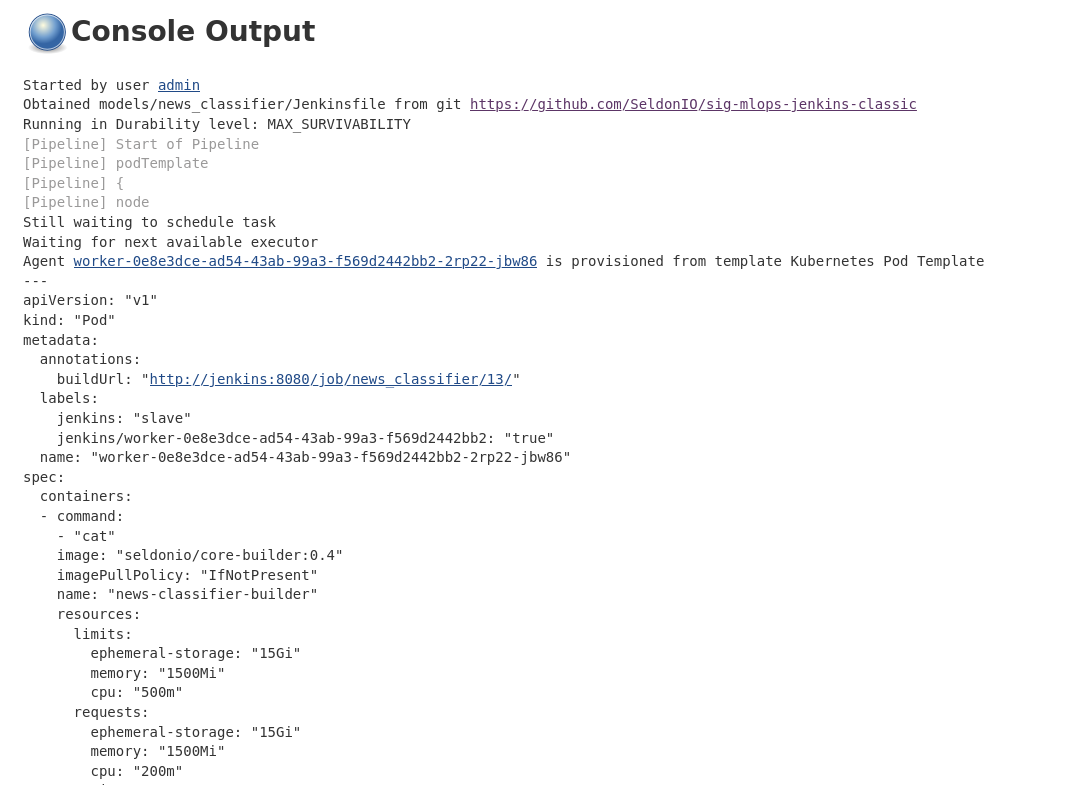 Console Output
Started by user admin
Obtained models/news_classifier/Jenkinsfile from git https://github.com/SeldonIO/sig-mlops-jenkins-classic
Running in Durability level: MAX_SURVIVABILITY
[Pipeline] Start of Pipeline
[Pipeline] podTemplate
[Pipeline] {
[Pipeline] node
Still waiting to schedule task
Waiting for next available executor
Agent worker-0e8e3dce-ad54-43ab-99a3-f569d2442bb2-2rp22-jbw86 is provisioned from template Kubernetes Pod Template
---
apiVersion: "v1"
kind: "Pod"
metadata:
  annotations:
    buildUrl: "http://jenkins:8080/job/news_classifier/13/"
  labels:
    jenkins: "slave"
    jenkins/worker-0e8e3dce-ad54-43ab-99a3-f569d2442bb2: "true"
  name: "worker-0e8e3dce-ad54-43ab-99a3-f569d2442bb2-2rp22-jbw86"
spec:
  containers:
  - command:
    - "cat"
    image: "seldonio/core-builder:0.4"
    imagePullPolicy: "IfNotPresent"
    name: "news-classifier-builder"
    resources:
      limits:
        ephemeral-storage: "15Gi"
        memory: "1500Mi"
        cpu: "500m"
      requests:
        ephemeral-storage: "15Gi"
        memory: "1500Mi"
        cpu: "200m"